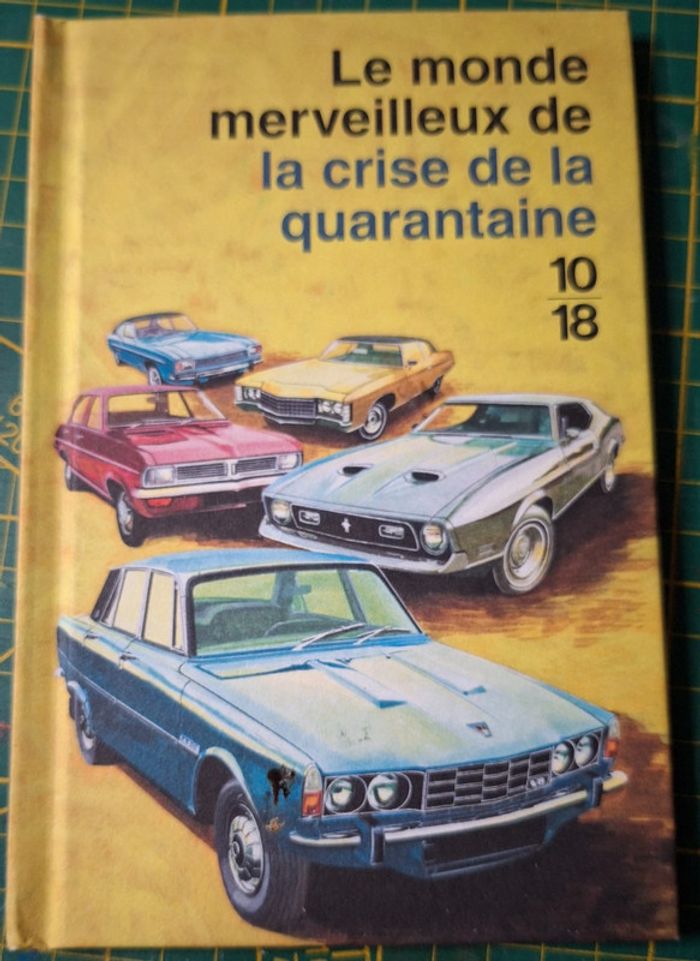 Le monde
merveilleux de
la crise de la
quarantaine
10
18